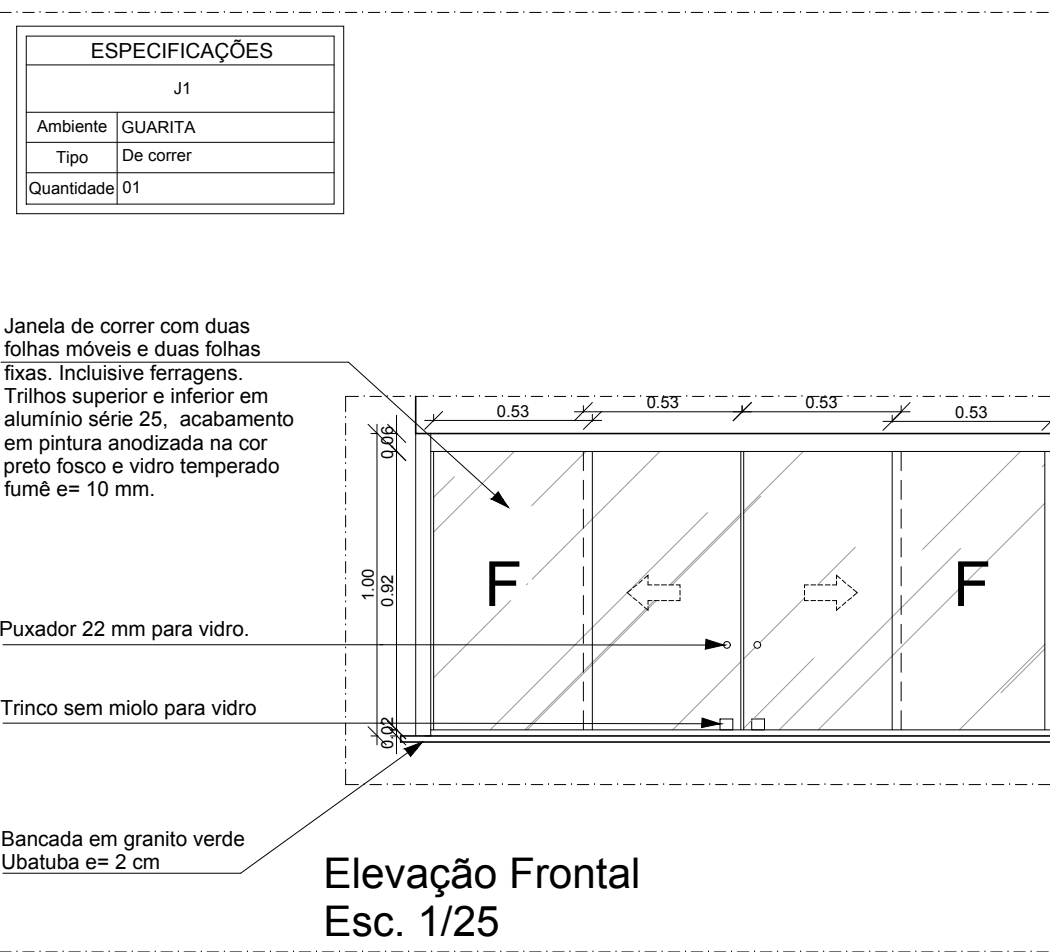 ESPECIFICAÇÕES
J1
Ambiente GUARITA
Tipo De correr
Quantidade 01
Janela de correr com duas
folhas móveis e duas folhas
fixas. Incluisive ferragens.
Trilhos superior e inferior em
alumínio série 25, acabamento
em pintura anodizada na cor
preto fosco e vidro temperado
fumê e= 10 mm.
0.53 0.53 0.53 0.53
0.06
1.00
0.92
0.02
F F
Puxador 22 mm para vidro.
Trinco sem miolo para vidro
Bancada em granito verde
Ubatuba e= 2 cm
Elevação Frontal
Esc. 1/25